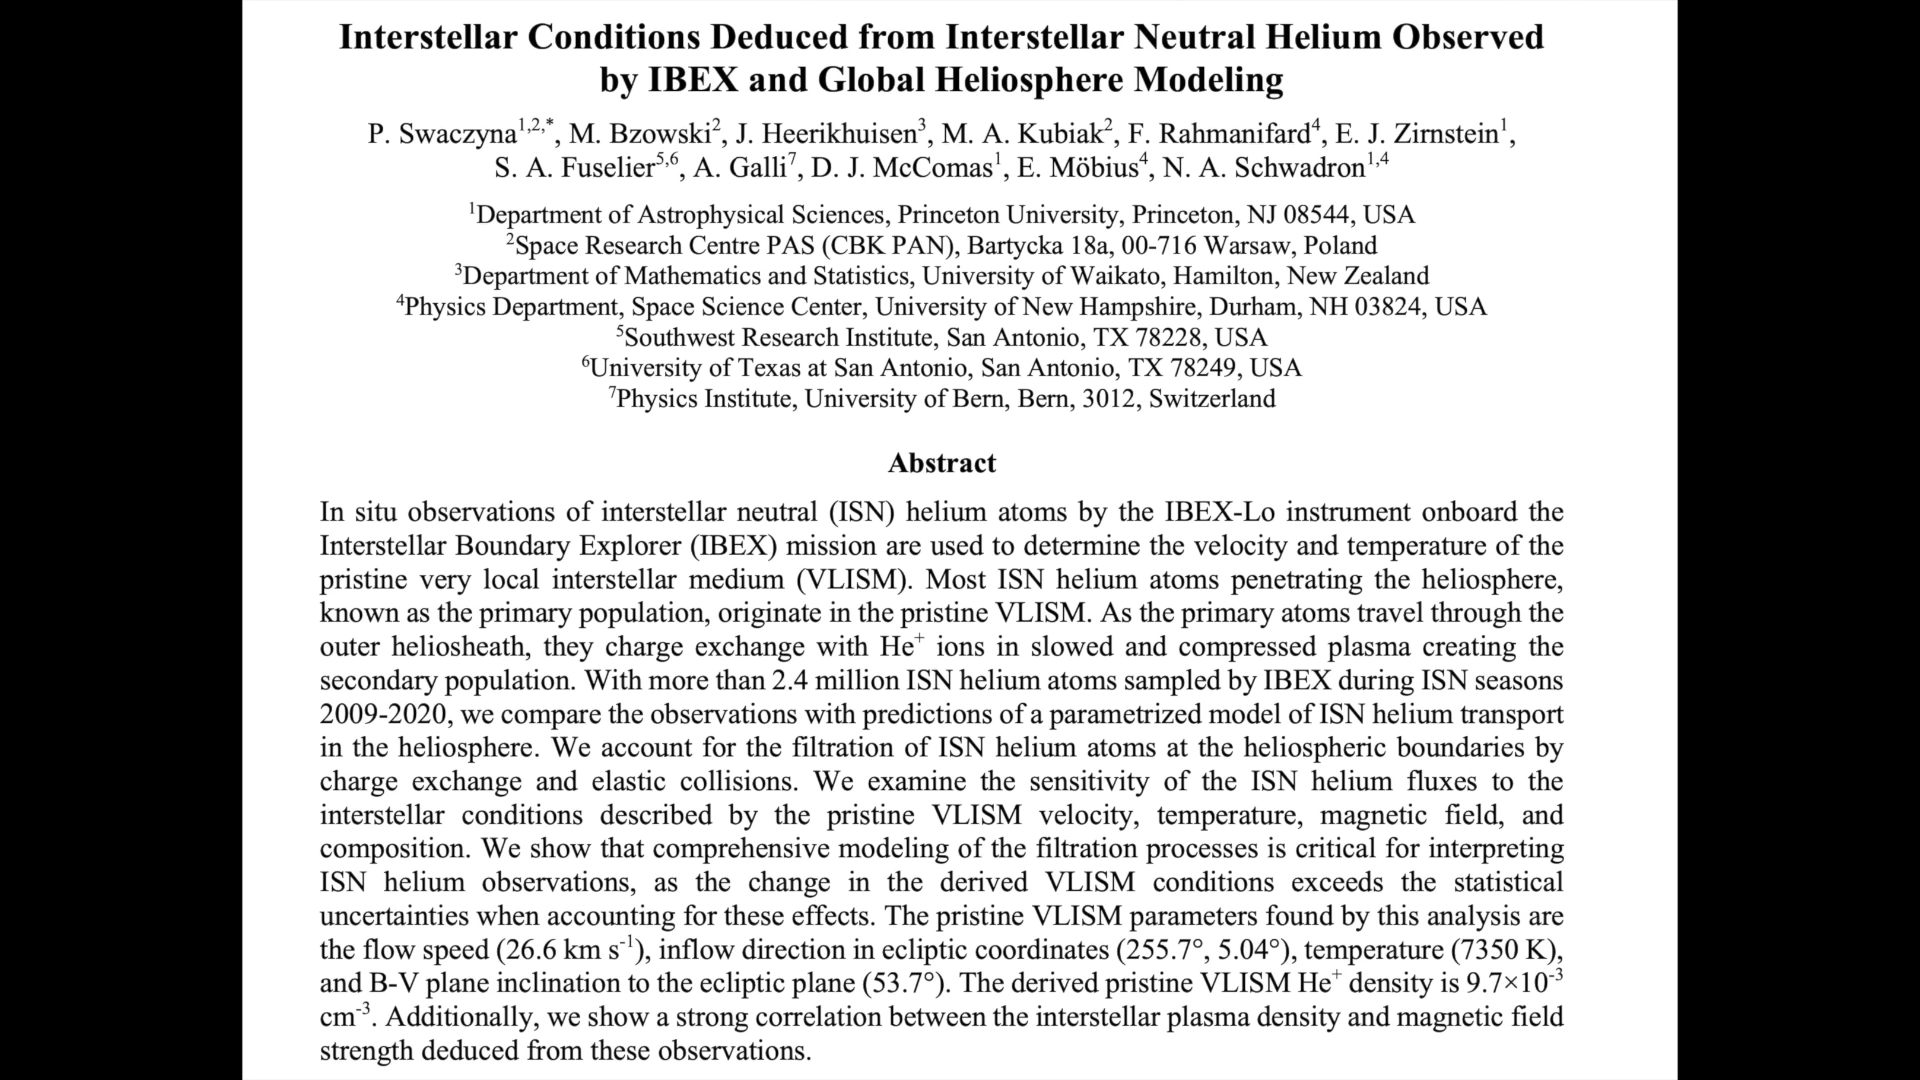 Interstellar Conditions Deduced from Interstellar Neutral Helium Observed
by IBEX and Global Heliosphere Modeling
P. Swaczyna1,2,*, M. Bzowski2, J. Heerikhuisen3, M. A. Kubiak2, F. Rahmanifard4, E. J. Zirnstein1,
S. A. Fuselier5,6, A. Galli7, D. J. McComas1, E. Möbius4, N. A. Schwadron1,4
1Department of Astrophysical Sciences, Princeton University, Princeton, NJ 08544, USA
2Space Research Centre PAS (CBK PAN), Bartycka 18a, 00-716 Warsaw, Poland
3Department of Mathematics and Statistics, University of Waikato, Hamilton, New Zealand
4Physics Department, Space Science Center, University of New Hampshire, Durham, NH 03824, USA
5Southwest Research Institute, San Antonio, TX 78228, USA
6University of Texas at San Antonio, San Antonio, TX 78249, USA
7Physics Institute, University of Bern, Bern, 3012, Switzerland
Abstract
In situ observations of interstellar neutral (ISN) helium atoms by the IBEX-Lo instrument onboard the
Interstellar Boundary Explorer (IBEX) mission are used to determine the velocity and temperature of the
pristine very local interstellar medium (VLISM). Most ISN helium atoms penetrating the heliosphere,
known as the primary population, originate in the pristine VLISM. As the primary atoms travel through the
outer heliosheath, they charge exchange with He+ ions in slowed and compressed plasma creating the
secondary population. With more than 2.4 million ISN helium atoms sampled by IBEX during ISN seasons
2009-2020, we compare the observations with predictions of a parametrized model of ISN helium transport
in the heliosphere. We account for the filtration of ISN helium atoms at the heliospheric boundaries by
charge exchange and elastic collisions. We examine the sensitivity of the ISN helium fluxes to the
interstellar conditions described by the pristine VLISM velocity, temperature, magnetic field, and
composition. We show that comprehensive modeling of the filtration processes is critical for interpreting
ISN helium observations, as the change in the derived VLISM conditions exceeds the statistical
uncertainties when accounting for these effects. The pristine VLISM parameters found by this analysis are
the flow speed (26.6 km s-1), inflow direction in ecliptic coordinates (255.7°, 5.04°), temperature (7350 K),
and B-V plane inclination to the ecliptic plane (53.7°). The derived pristine VLISM He+ density is 9.7×10-3
cm-3. Additionally, we show a strong correlation between the interstellar plasma density and magnetic field
strength deduced from these observations.